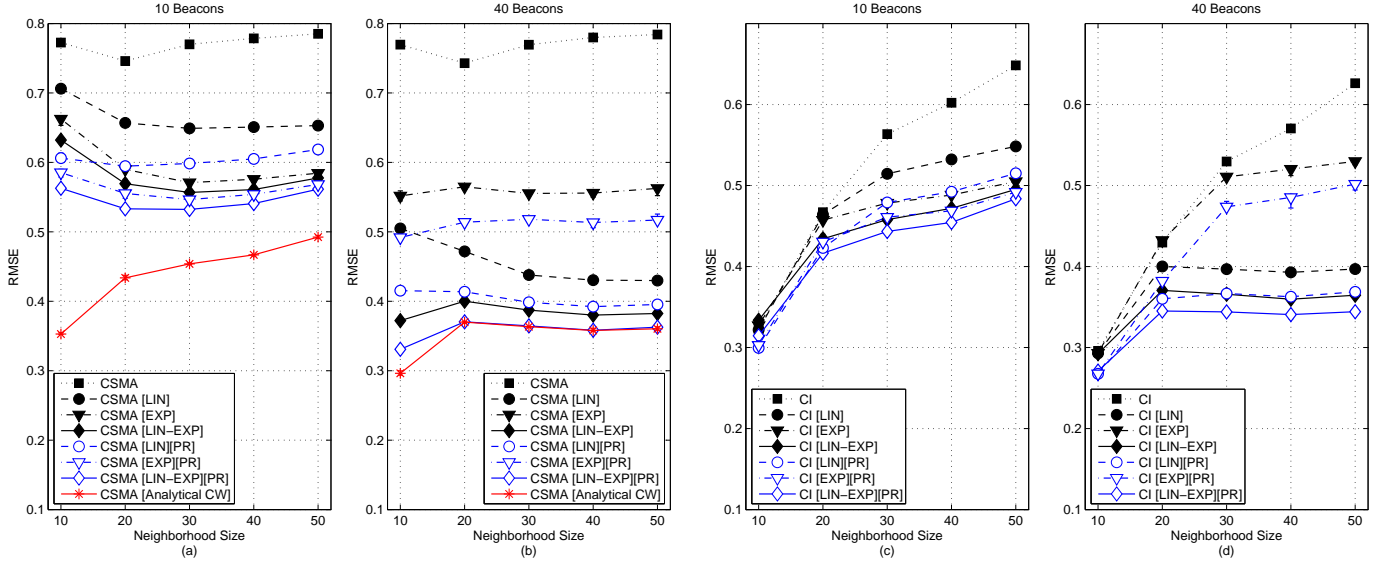 10 Beacons
RMSE
0.8
0.7
0.6
0.5
0.4
0.3
0.2
0.1
CSMA
CSMA [LIN]
CSMA [EXP]
CSMA [LIN−EXP]
CSMA [LIN][PR]
CSMA [EXP][PR]
CSMA [LIN−EXP][PR]
CSMA [Analytical CW]
10 20 30 40 50
Neighborhood Size
(a)
40 Beacons
RMSE
0.8
0.7
0.6
0.5
0.4
0.3
0.2
0.1
CSMA
CSMA [LIN]
CSMA [EXP]
CSMA [LIN−EXP]
CSMA [LIN][PR]
CSMA [EXP][PR]
CSMA [LIN−EXP][PR]
CSMA [Analytical CW]
10 20 30 40 50
Neighborhood Size
(b)
10 Beacons
RMSE
0.6
0.5
0.4
0.3
0.2
0.1
CI
CI [LIN]
CI [EXP]
CI [LIN−EXP]
CI [LIN][PR]
CI [EXP][PR]
CI [LIN−EXP][PR]
10 20 30 40 50
Neighborhood Size
(c)
40 Beacons
RMSE
0.6
0.5
0.4
0.3
0.2
0.1
CI
CI [LIN]
CI [EXP]
CI [LIN−EXP]
CI [LIN][PR]
CI [EXP][PR]
CI [LIN−EXP][PR]
10 20 30 40 50
Neighborhood Size
(d)